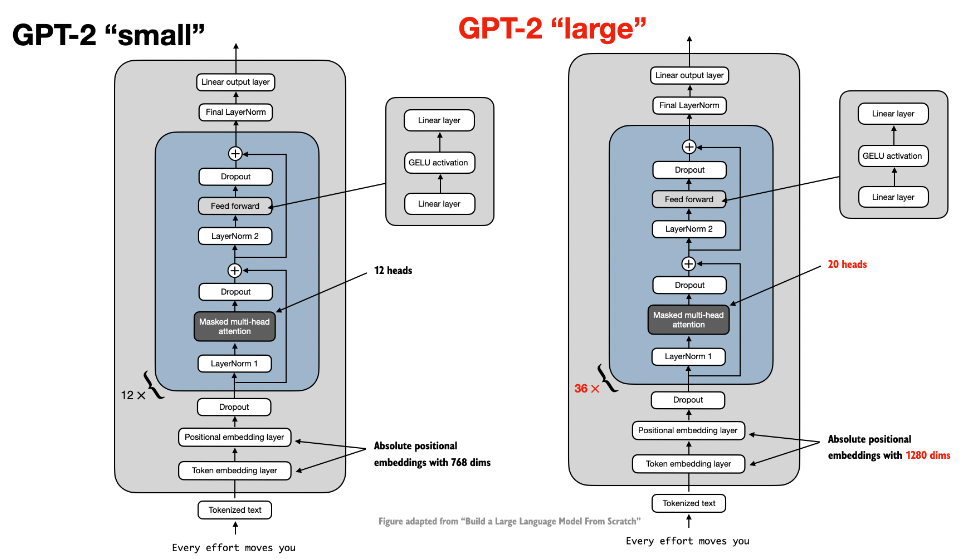 GPT-2 “small”
Linear output layer
Final LayerNorm
Dropout
Feed forward
LayerNorm 2
Dropout
Masked multi-head
attention
LayerNorm 1
12 ×
Dropout
Positional embedding layer
Token embedding layer
Tokenized text
Every effort moves you
Linear layer
GELU activation
Linear layer
12 heads
Absolute positional
embeddings with 768 dims
GPT-2 “large”
Linear output layer
Final LayerNorm
Dropout
Feed forward
LayerNorm 2
Dropout
Masked multi-head
attention
LayerNorm 1
36 ×
Dropout
Positional embedding layer
Token embedding layer
Tokenized text
Every effort moves you
Linear layer
GELU activation
Linear layer
20 heads
Absolute positional
embeddings with 1280 dims
Figure adapted from “Build a Large Language Model From Scratch”